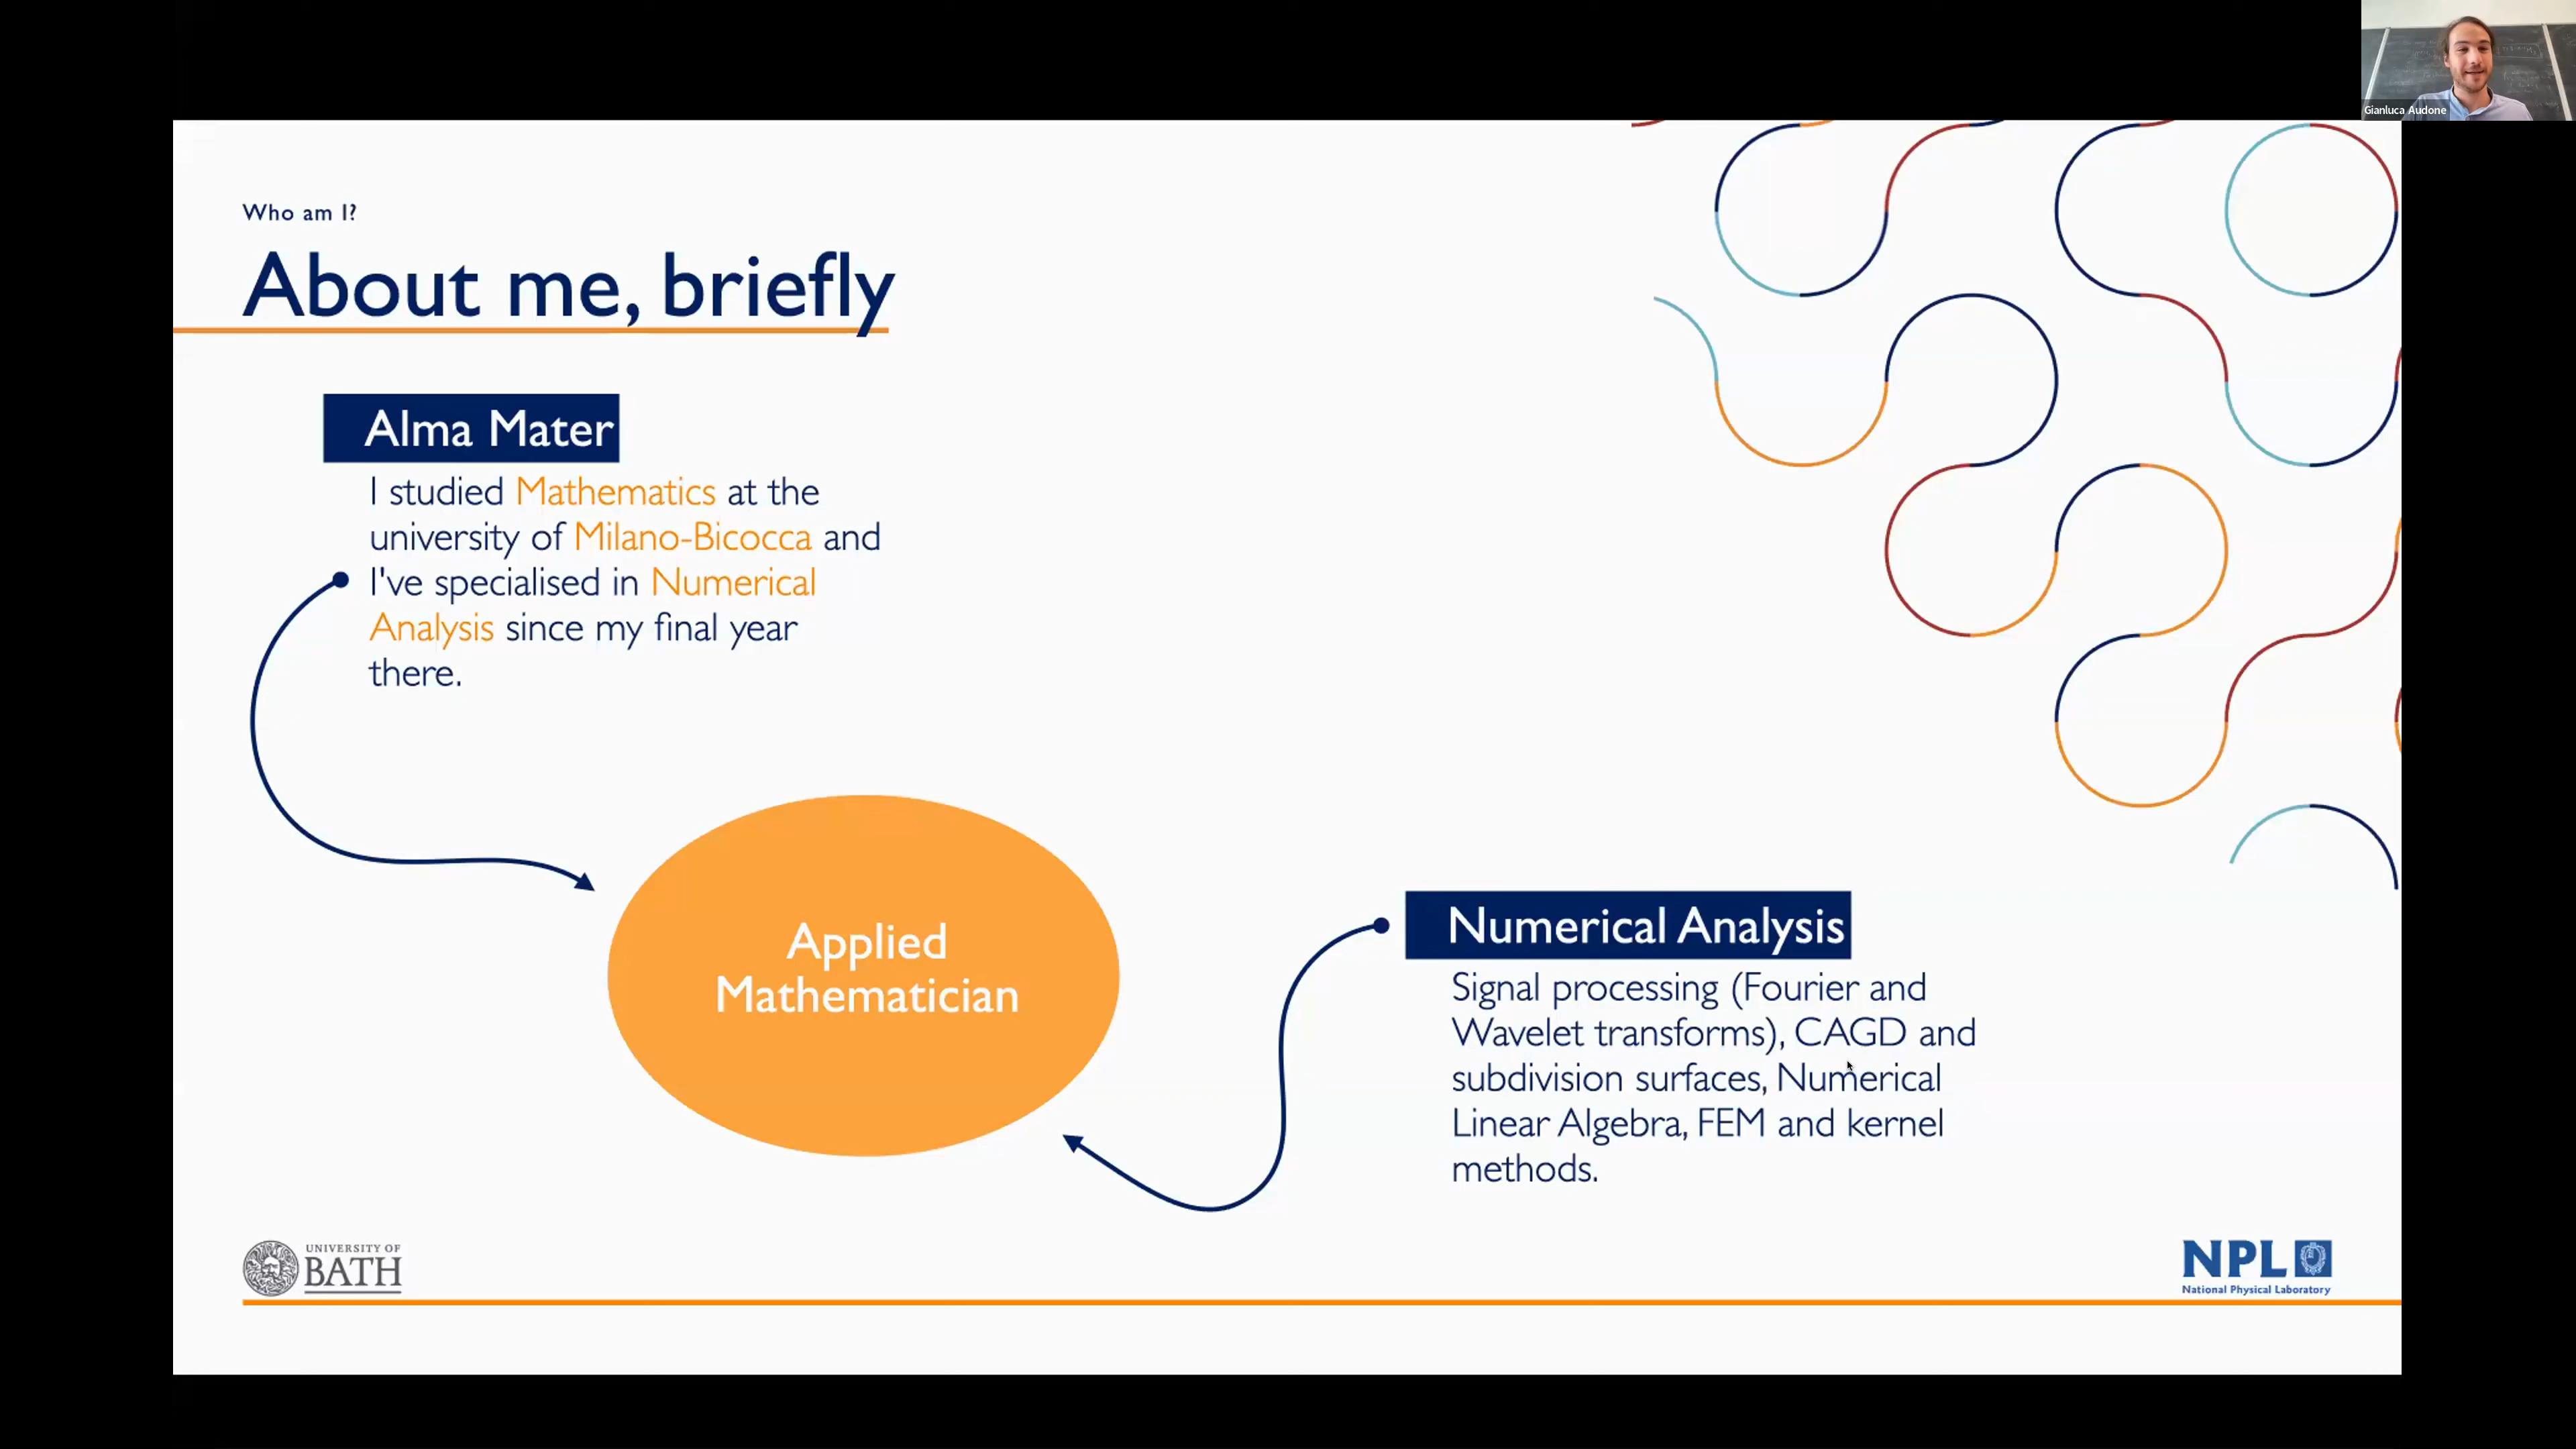 Gianluca Audone
Who am I?
About me, briefly
Alma Mater
I studied Mathematics at the
university of Milano-Bicocca and
I've specialised in Numerical
Analysis since my final year
there.
Applied
Mathematician
Numerical Analysis
Signal processing (Fourier and
Wavelet transforms), CAGD and
subdivision surfaces, Numerical
Linear Algebra, FEM and kernel
methods.
UNIVERSITY OF
BATH
NPL
National Physical Laboratory